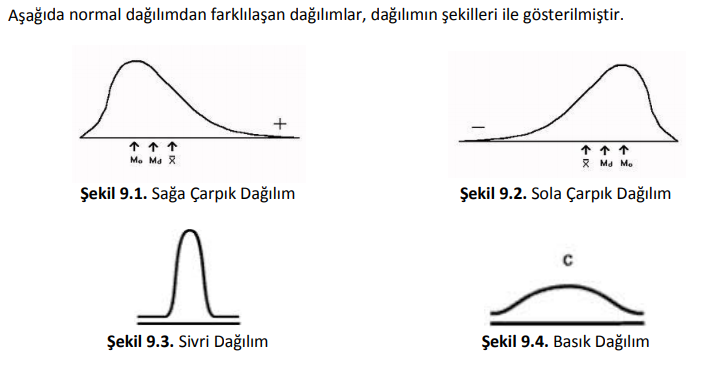 Aşağıda normal dağılımdan farklılaşan dağılımlar, dağılımın şekilleri ile gösterilmiştir.
+
Mo Md X̄
Şekil 9.1. Sağa Çarpık Dağılım
−
X̄ Md Mo
Şekil 9.2. Sola Çarpık Dağılım
Şekil 9.3. Sivri Dağılım
C
Şekil 9.4. Basık Dağılım